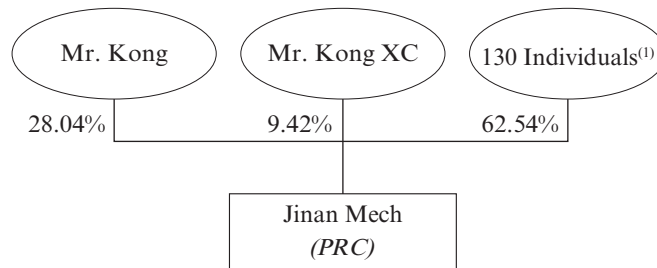 Mr. Kong
Mr. Kong XC
130 Individuals(1)
28.04%
9.42%
62.54%
Jinan Mech
(PRC)